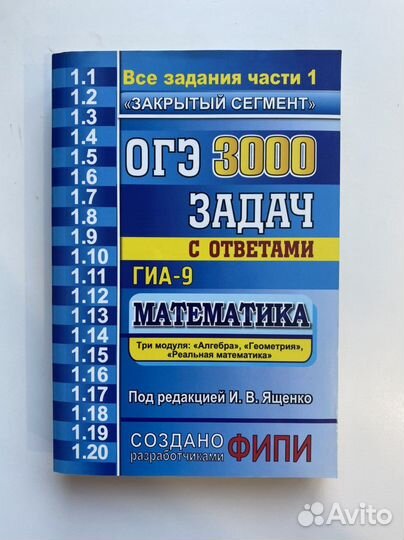 1.1
1.2
1.3
1.4
1.5
1.6
1.7
1.8
1.9
1.10
1.11
1.12
1.13
1.14
1.15
1.16
1.17
1.18
1.19
1.20
Все задания части 1
«ЗАКРЫТЫЙ СЕГМЕНТ»
ОГЭ 3000
ЗАДАЧ
С ОТВЕТАМИ
ГИА-9
МАТЕМАТИКА
Три модуля: «Алгебра», «Геометрия»,
«Реальная математика»
Под редакцией И. В. Ященко
СОЗДАНО
разработчиками
ФИПИ
Avito